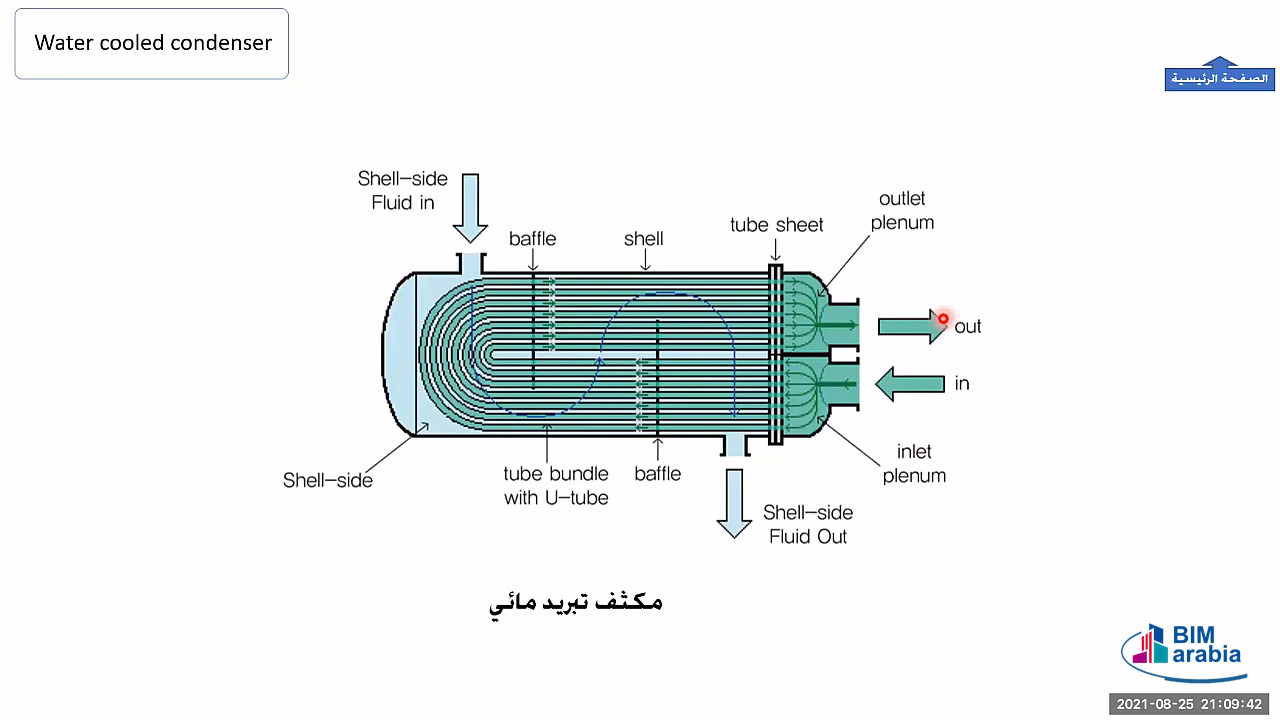 Water cooled condenser
الصفحة الرئيسية
Shell-side
Fluid in
baffle
shell
tube sheet
outlet
plenum
out
in
Shell-side
tube bundle
with U-tube
baffle
inlet
plenum
Shell-side
Fluid Out
مكثف تبريد مائي
BIM
arabia
2021-08-25 21:09:42